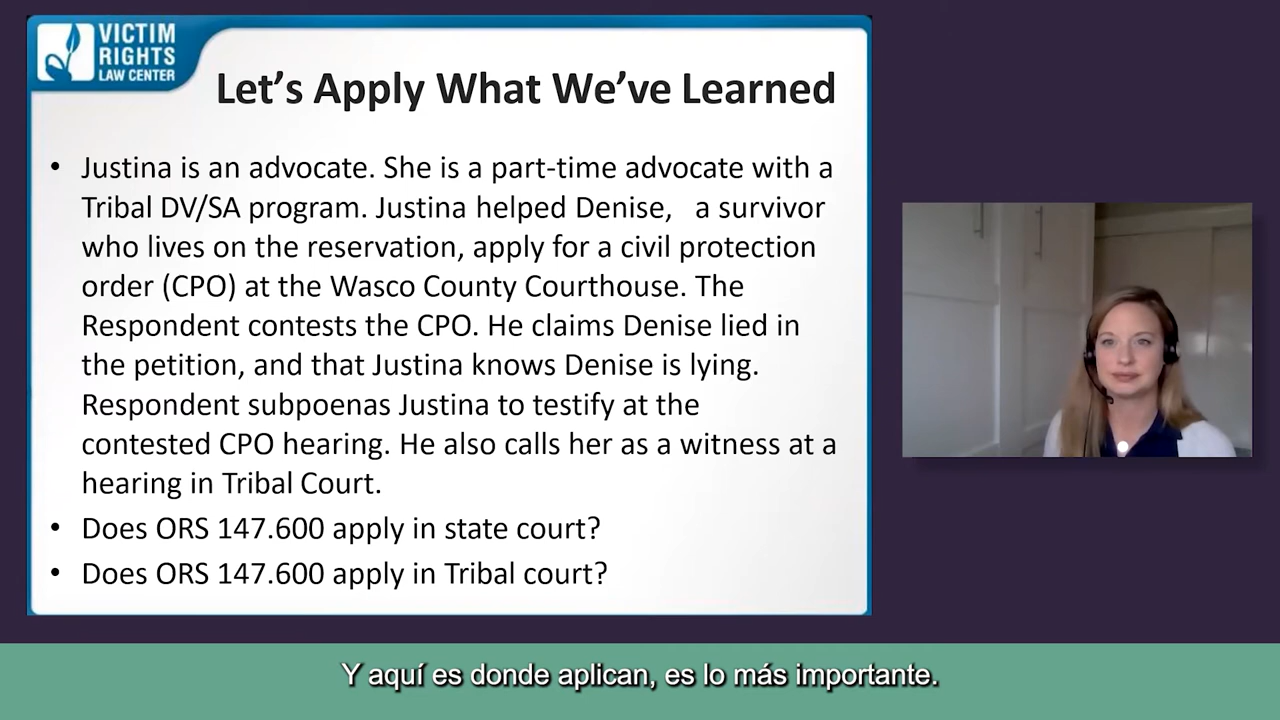 VICTIM
RIGHTS
LAW CENTER
Let's Apply What We've Learned
• Justina is an advocate. She is a part-time advocate with a
Tribal DV/SA program. Justina helped Denise, a survivor
who lives on the reservation, apply for a civil protection
order (CPO) at the Wasco County Courthouse. The
Respondent contests the CPO. He claims Denise lied in
the petition, and that Justina knows Denise is lying.
Respondent subpoenas Justina to testify at the
contested CPO hearing. He also calls her as a witness at a
hearing in Tribal Court.
• Does ORS 147.600 apply in state court?
• Does ORS 147.600 apply in Tribal court?
Y aquí es donde aplican, es lo más importante.